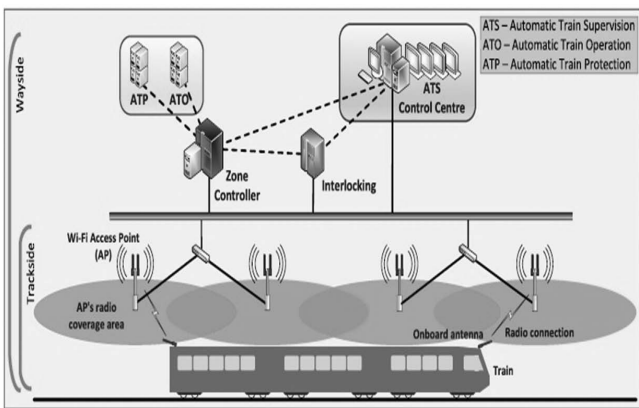 ATS – Automatic Train Supervision
ATO – Automatic Train Operation
ATP – Automatic Train Protection
Wayside
ATP
ATO
ATS
Control Centre
Zone
Controller
Interlocking
Trackside
Wi-Fi Access Point
(AP)
AP's radio
coverage area
Onboard antenna
Radio connection
Train